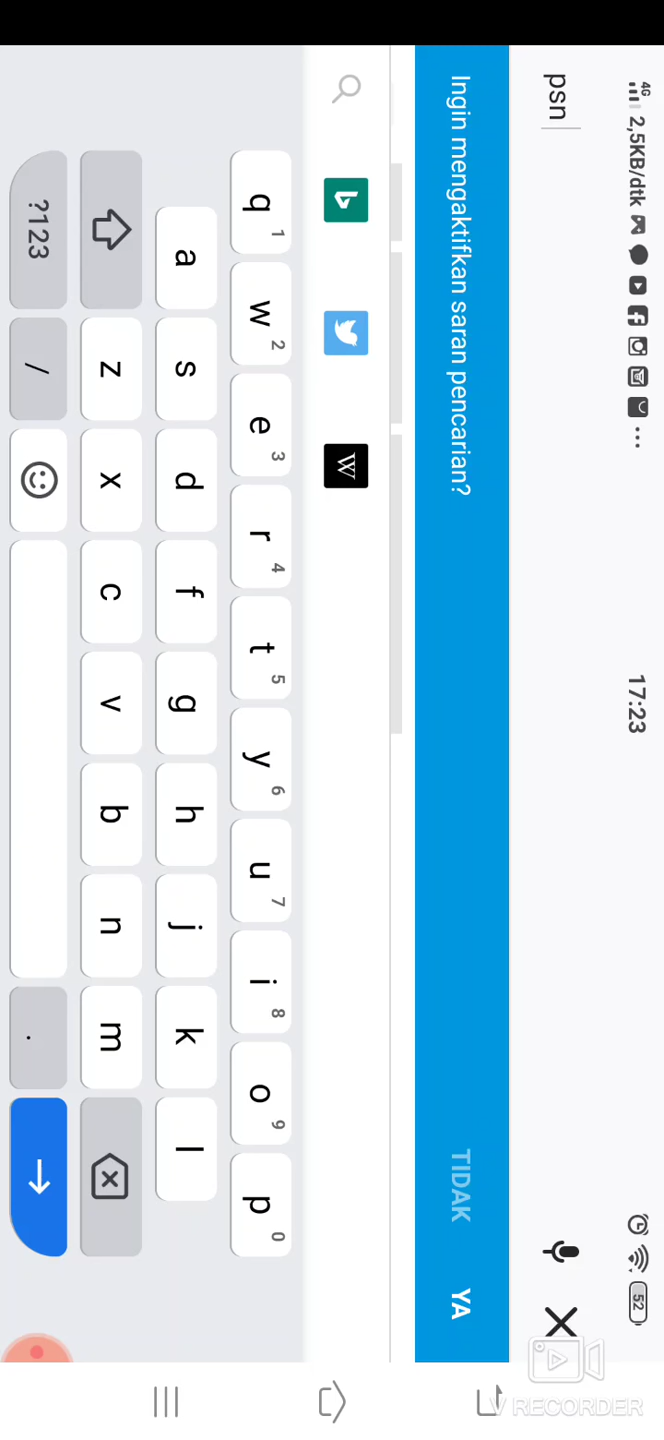 4G 2,5KB/dtk 17:23 52
psn
Ingin mengaktifkan saran pencarian? TIDAK YA
W
q 1 w 2 e 3 r 4 t 5 y 6 u 7 i 8 o 9 p 0
a s d f g h j k l
z x c v b n m
?123 / .
V RECORDER